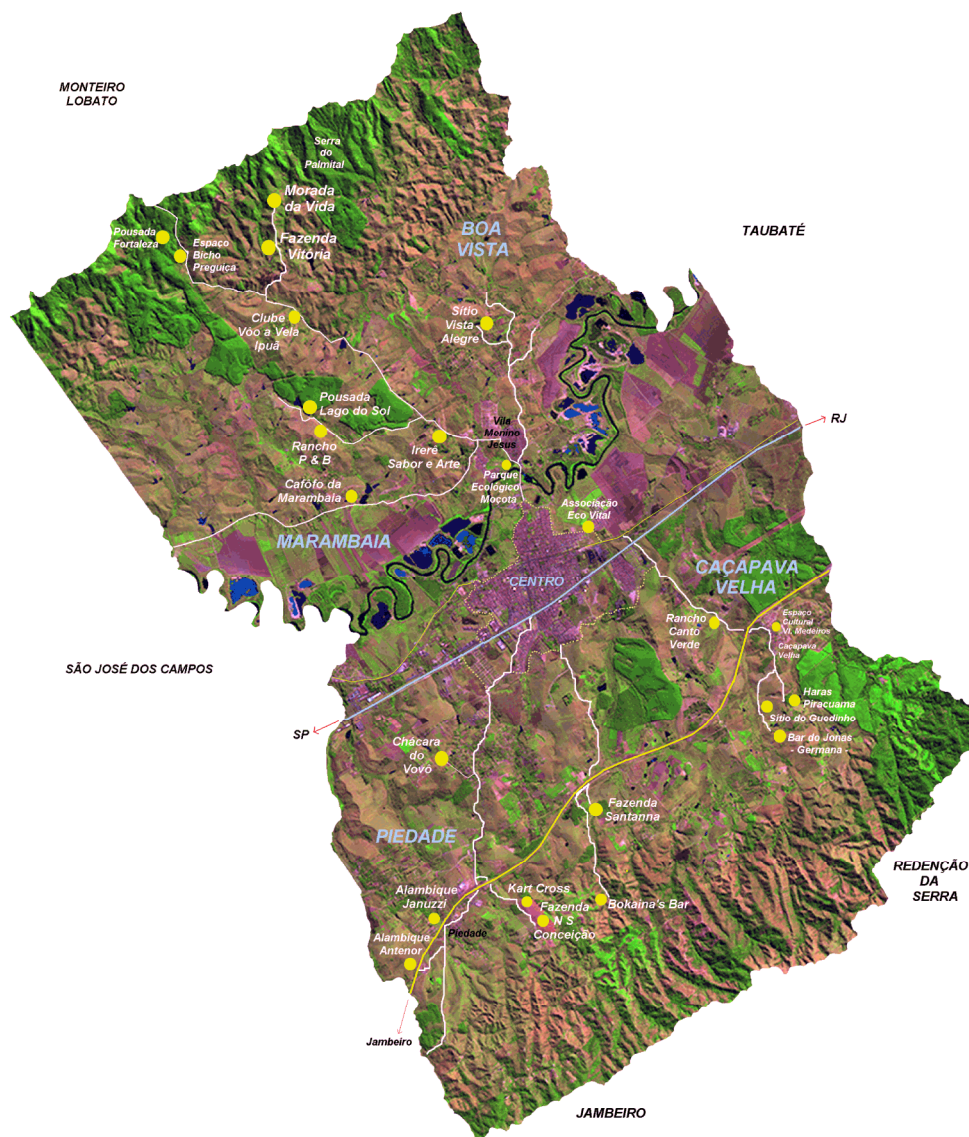 MONTEIRO
LOBATO
Serra
do
Palmital
Morada
da Vida
BOA
VISTA
TAUBATÉ
Pousada
Fortaleza
Espaço
Bicho
Preguiça
Fazenda
Vitória
Clube
Vôo a Vela
Ipuã
Sítio
Vista
Alegre
Pousada
Lago do Sol
Rancho
P & B
Irerê
Sabor e Arte
Vila
Menino
Jesus
RJ
Parque
Ecológico
Moçota
Cafôfo da
Marambaia
Associação
Eco Vital
MARAMBAIA
CENTRO
CAÇAPAVA
VELHA
Rancho
Canto
Verde
Espaço
Cultural
Vl. Medeiros
Caçapava
Velha
SÃO JOSÉ DOS CAMPOS
Haras
Piracuama
Sítio do Guedinho
SP
Bar do Jonas
- Germana -
Chácara
do
Vovô
Fazenda
Santanna
PIEDADE
REDENÇÃO
DA
SERRA
Alambique
Januzzi
Kart Cross
Fazenda
N S
Conceição
Bokaina's Bar
Piedade
Alambique
Antenor
Jambeiro
JAMBEIRO